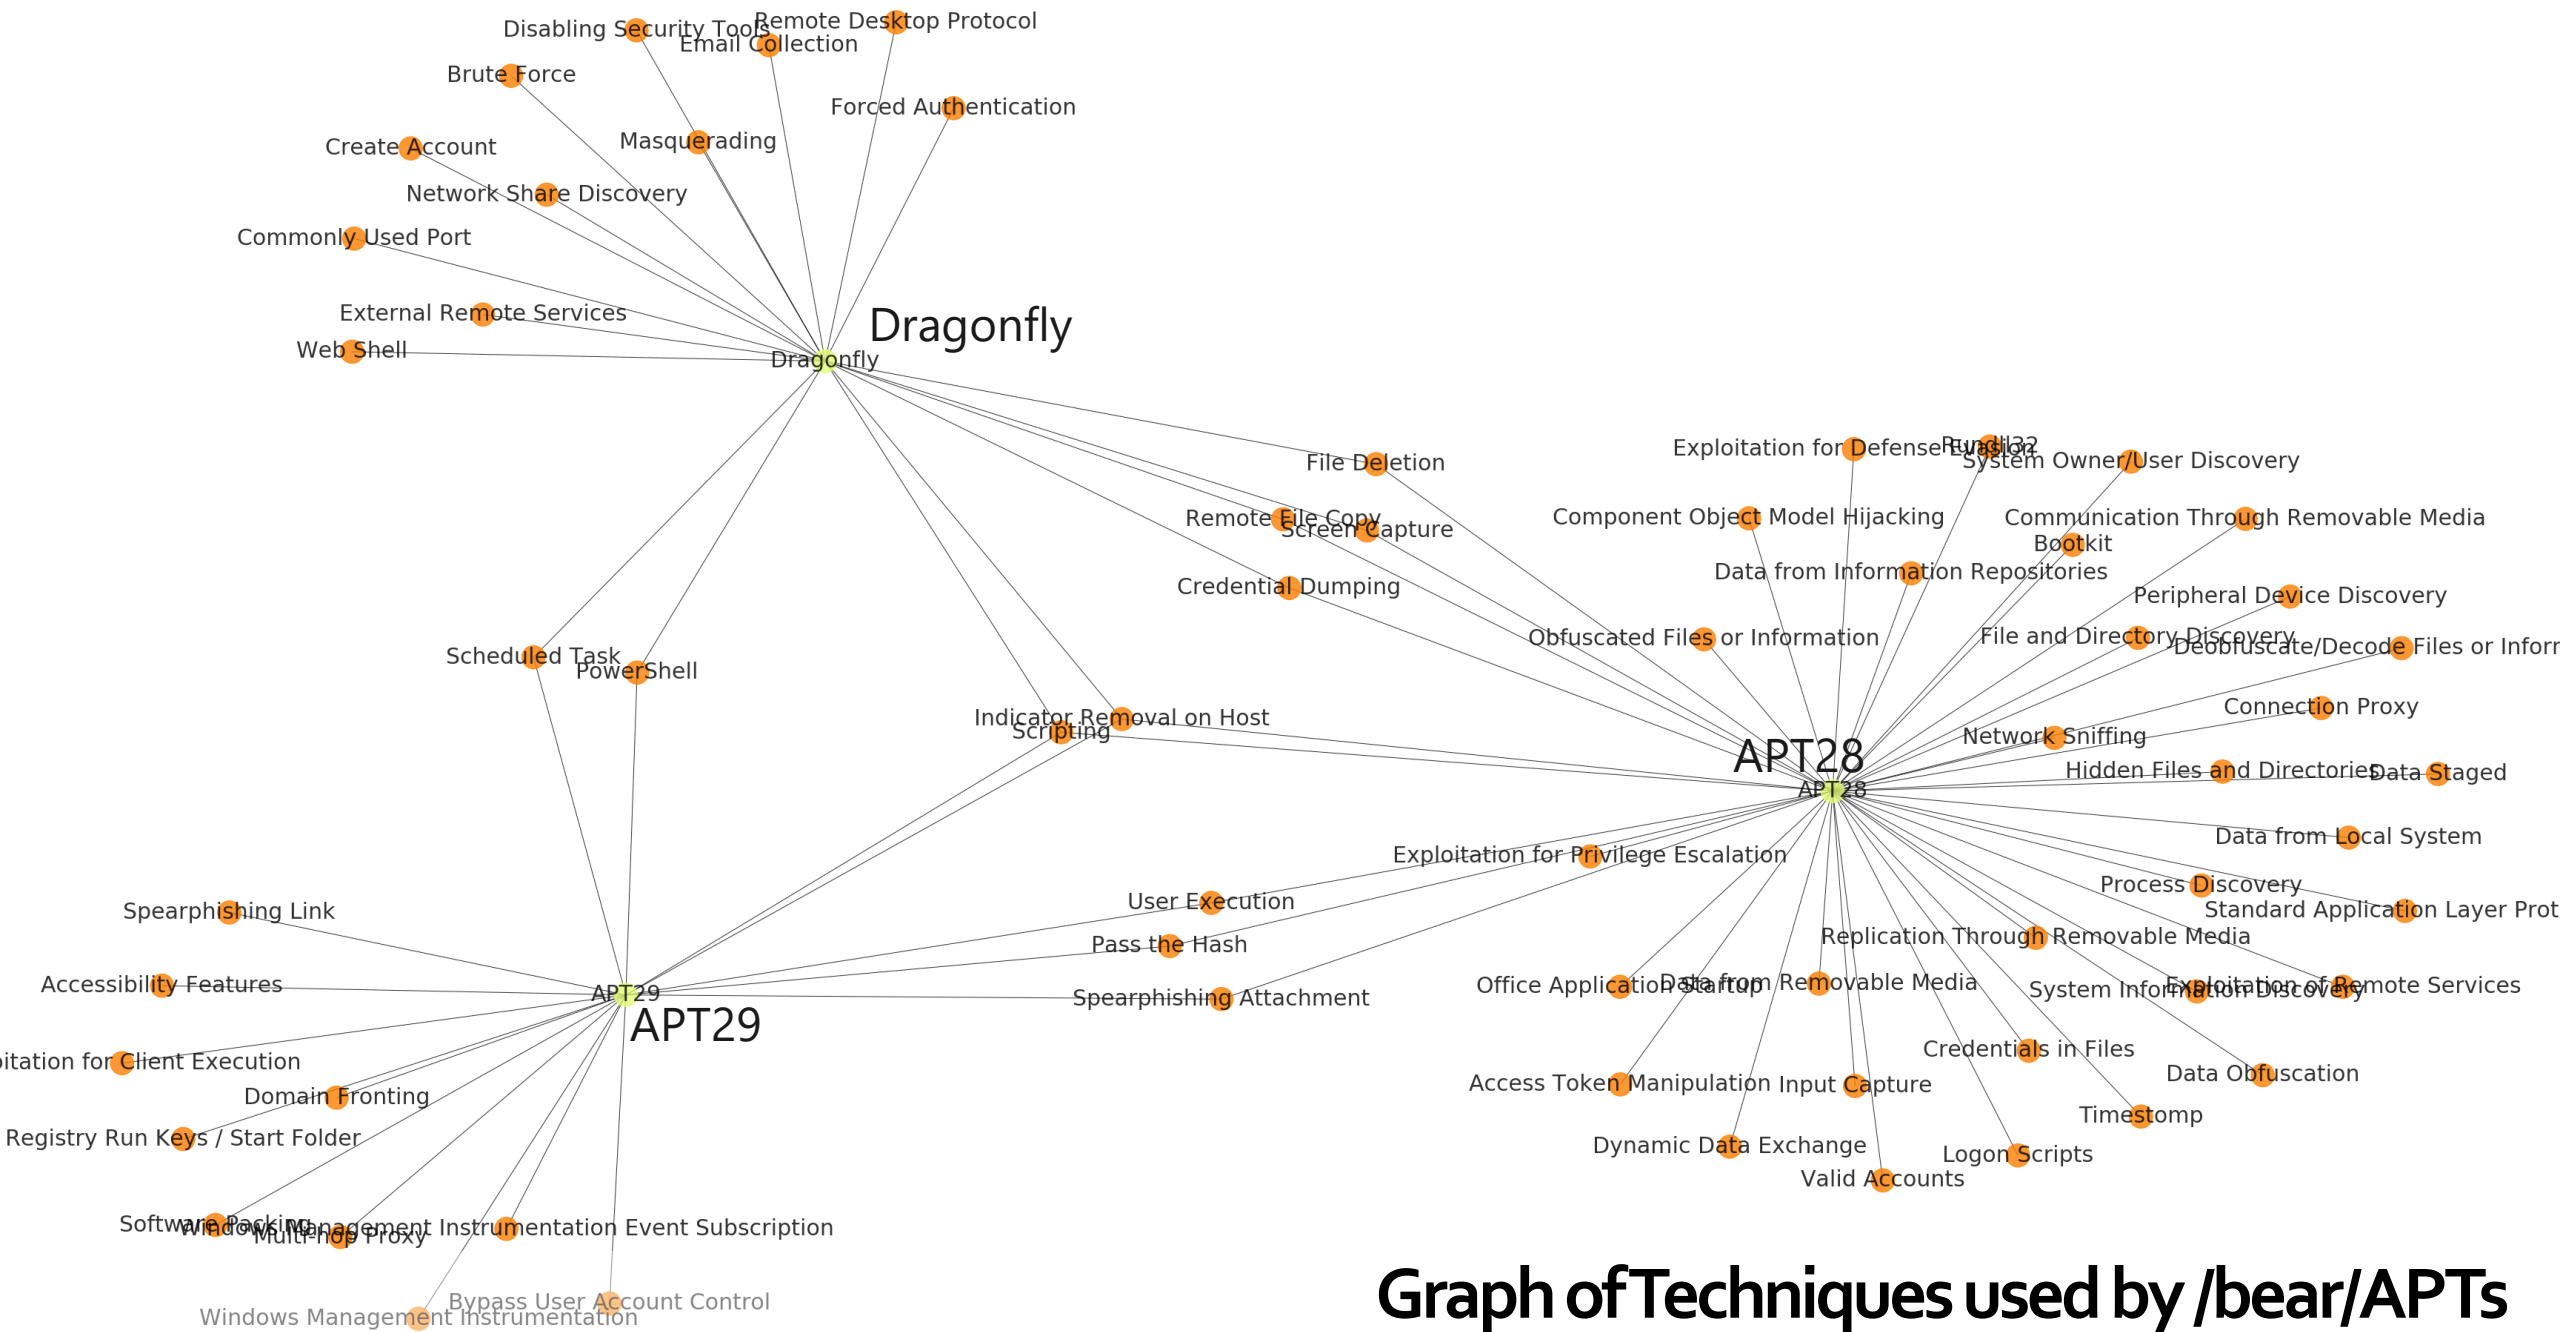 Remote Desktop Protocol
Disabling Security Tools
Email Collection
Brute Force
Forced Authentication
Masquerading
Create Account
Network Share Discovery
Commonly Used Port
External Remote Services
Dragonfly
Web Shell
Dragonfly
Exploitation for Defense Evasion
Rundll32
System Owner/User Discovery
File Deletion
Component Object Model Hijacking
Communication Through Removable Media
Remote File Copy
Screen Capture
Bootkit
Data from Information Repositories
Credential Dumping
Peripheral Device Discovery
Obfuscated Files or Information
File and Directory Discovery
Deobfuscate/Decode Files or Infor
Scheduled Task
PowerShell
Connection Proxy
Indicator Removal on Host
Scripting
Network Sniffing
APT28
Hidden Files and Directories
Data Staged
APT28
Data from Local System
Exploitation for Privilege Escalation
Process Discovery
User Execution
Spearphishing Link
Standard Application Layer Prot
Replication Through Removable Media
Pass the Hash
Accessibility Features
Office Application Startup
Data from Removable Media
System Information Discovery
Exploitation of Remote Services
APT29
Spearphishing Attachment
APT29
Credentials in Files
itation for Client Execution
Data Obfuscation
Access Token Manipulation
Input Capture
Domain Fronting
Timestomp
Registry Run Keys / Start Folder
Dynamic Data Exchange
Logon Scripts
Valid Accounts
Software Packing
Windows Management Instrumentation Event Subscription
Multi-hop Proxy
Bypass User Account Control
Windows Management Instrumentation
Graph of Techniques used by /bear/APTs